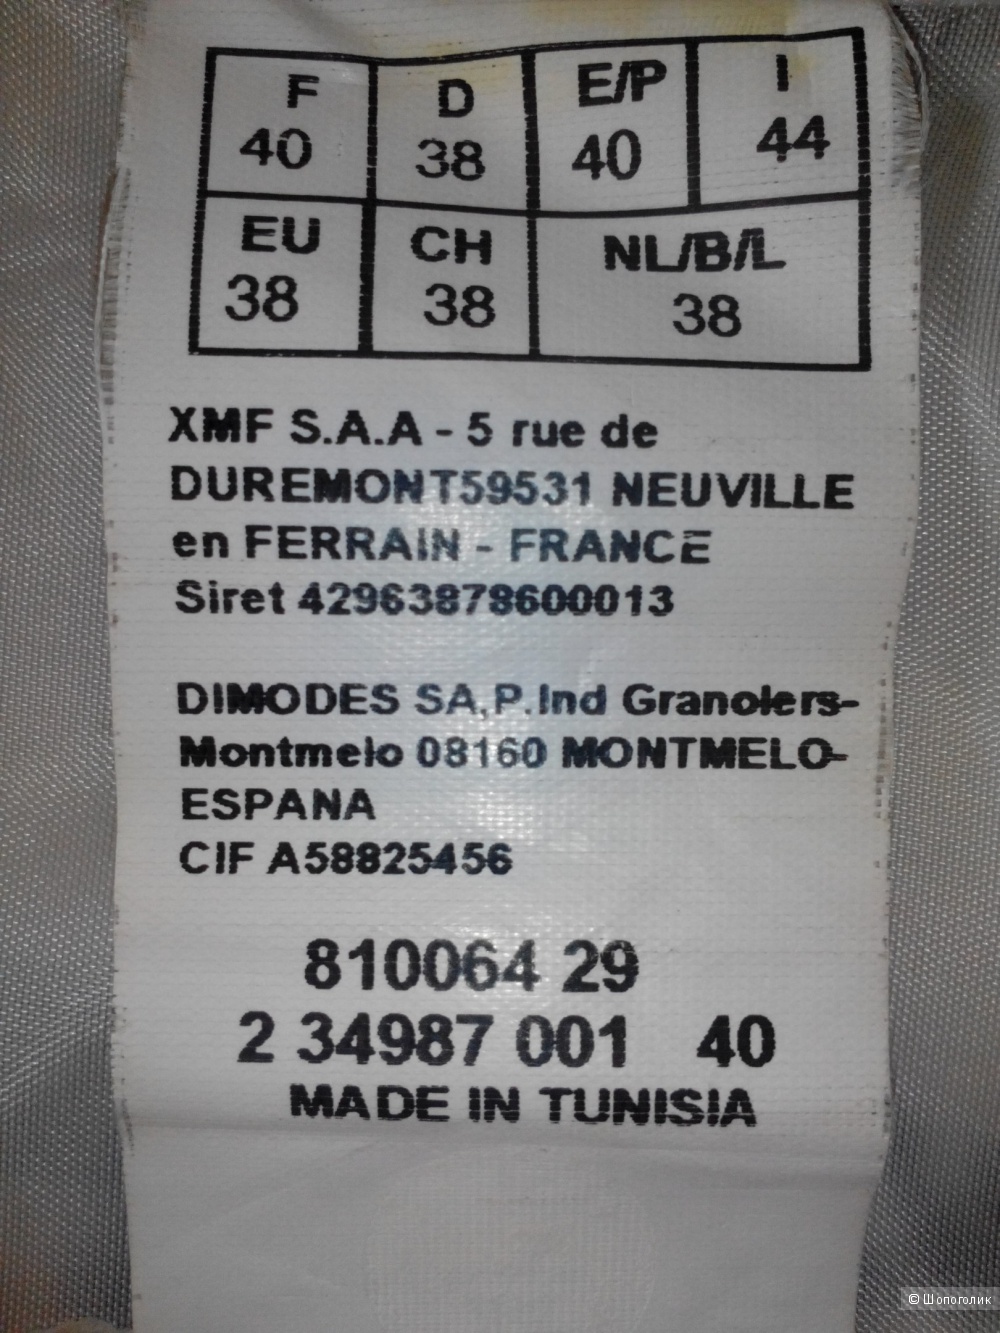 F D E/P I
40 38 40 44
EU CH NL/B/L
38 38 38
XMF S.A.A - 5 rue de
DUREMONT59531 NEUVILLE
en FERRAIN - FRANCE
Siret 42963878600013
DIMODES SA,P.Ind Granolers-
Montmelo 08160 MONTMELO-
ESPANA
CIF A58825456
810064 29
2 34987 001 40
MADE IN TUNISIA
© Шопоголик